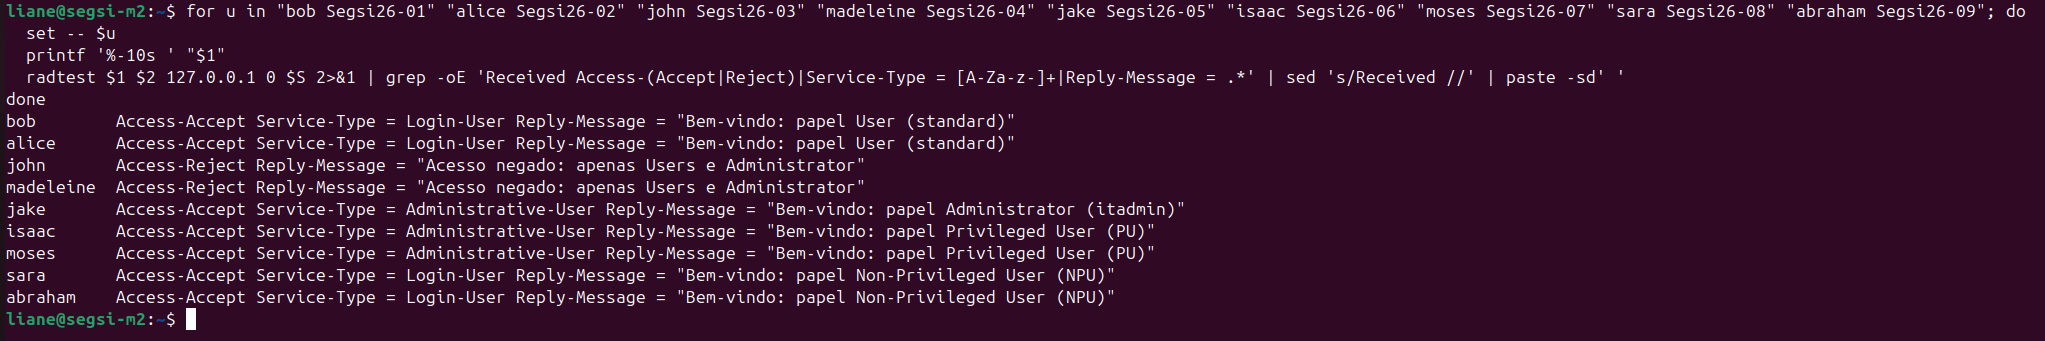 liane@segsi-m2:~$ for u in "bob Segsi26-01" "alice Segsi26-02" "john Segsi26-03" "madeleine Segsi26-04" "jake Segsi26-05" "isaac Segsi26-06" "moses Segsi26-07" "sara Segsi26-08" "abraham Segsi26-09"; do
  set -- $u
  printf '%-10s ' "$1"
  radtest $1 $2 127.0.0.1 0 $S 2>&1 | grep -oE 'Received Access-(Accept|Reject)|Service-Type = [A-Za-z-]+|Reply-Message = .*' | sed 's/Received //' | paste -sd' '
done
bob        Access-Accept Service-Type = Login-User Reply-Message = "Bem-vindo: papel User (standard)"
alice      Access-Accept Service-Type = Login-User Reply-Message = "Bem-vindo: papel User (standard)"
john       Access-Reject Reply-Message = "Acesso negado: apenas Users e Administrator"
madeleine  Access-Reject Reply-Message = "Acesso negado: apenas Users e Administrator"
jake       Access-Accept Service-Type = Administrative-User Reply-Message = "Bem-vindo: papel Administrator (itadmin)"
isaac      Access-Accept Service-Type = Administrative-User Reply-Message = "Bem-vindo: papel Privileged User (PU)"
moses      Access-Accept Service-Type = Administrative-User Reply-Message = "Bem-vindo: papel Privileged User (PU)"
sara       Access-Accept Service-Type = Login-User Reply-Message = "Bem-vindo: papel Non-Privileged User (NPU)"
abraham    Access-Accept Service-Type = Login-User Reply-Message = "Bem-vindo: papel Non-Privileged User (NPU)"
liane@segsi-m2:~$